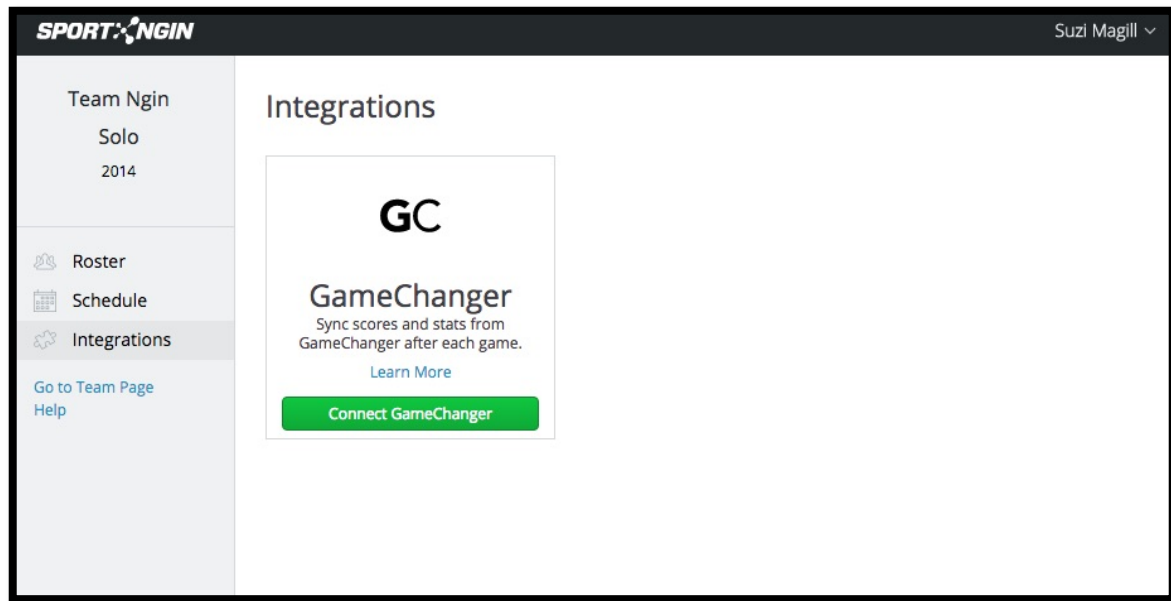 SPORT NGIN
Suzi Magill
Team Ngin
Solo
2014
Roster
Schedule
Integrations
Go to Team Page
Help
Integrations
GC
GameChanger
Sync scores and stats from
GameChanger after each game.
Learn More
Connect GameChanger